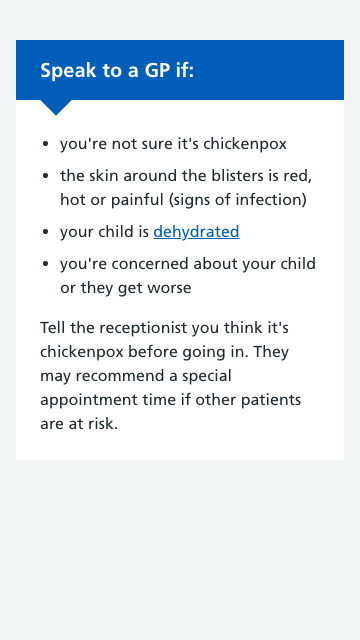 Speak to a GP if:
• you're not sure it's chickenpox
• the skin around the blisters is red,
hot or painful (signs of infection)
• your child is dehydrated
• you're concerned about your child
or they get worse
Tell the receptionist you think it's
chickenpox before going in. They
may recommend a special
appointment time if other patients
are at risk.